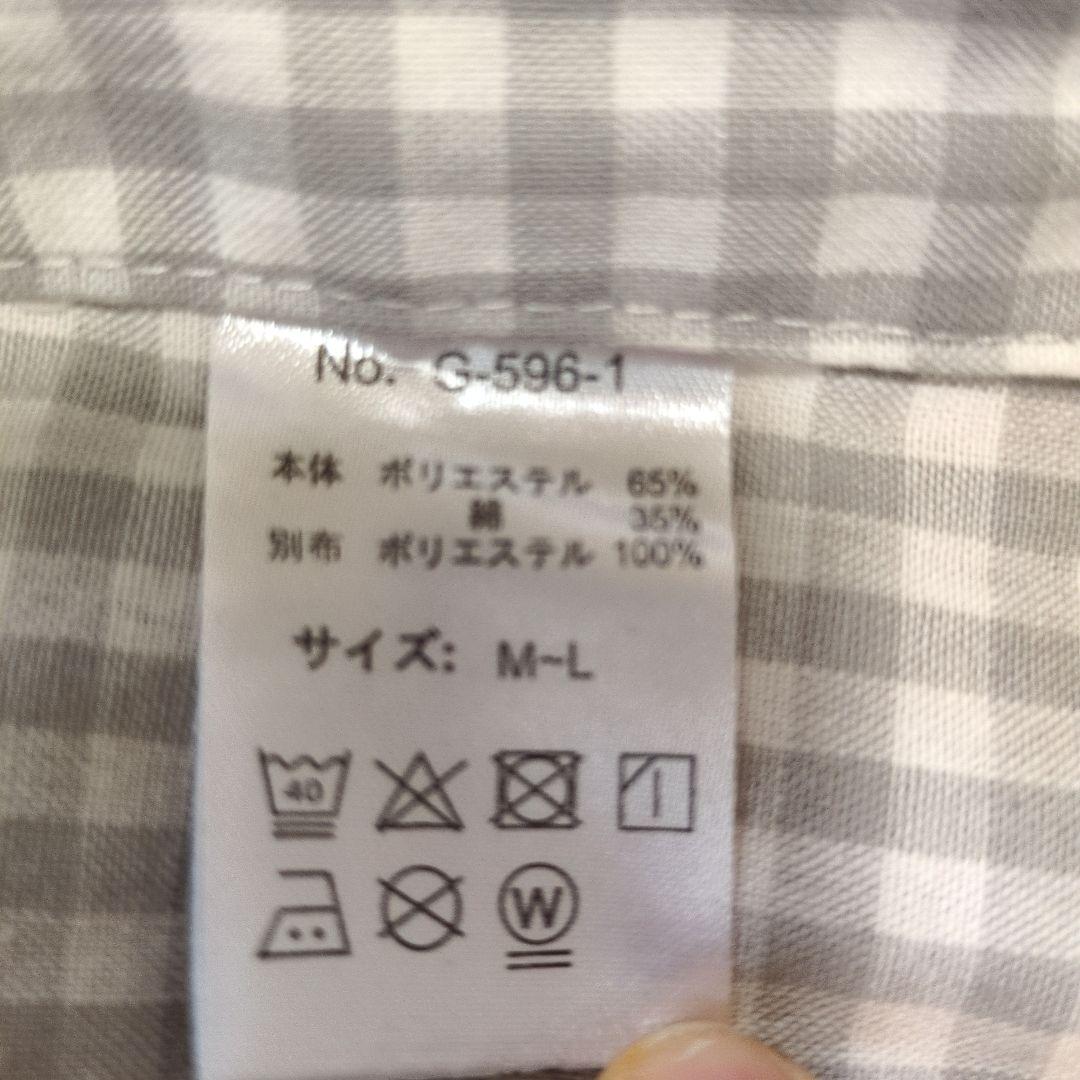 No. G-596-1
本体 ポリエステル 65%
綿 35%
別布 ポリエステル 100%
サイズ: M~L
40
W